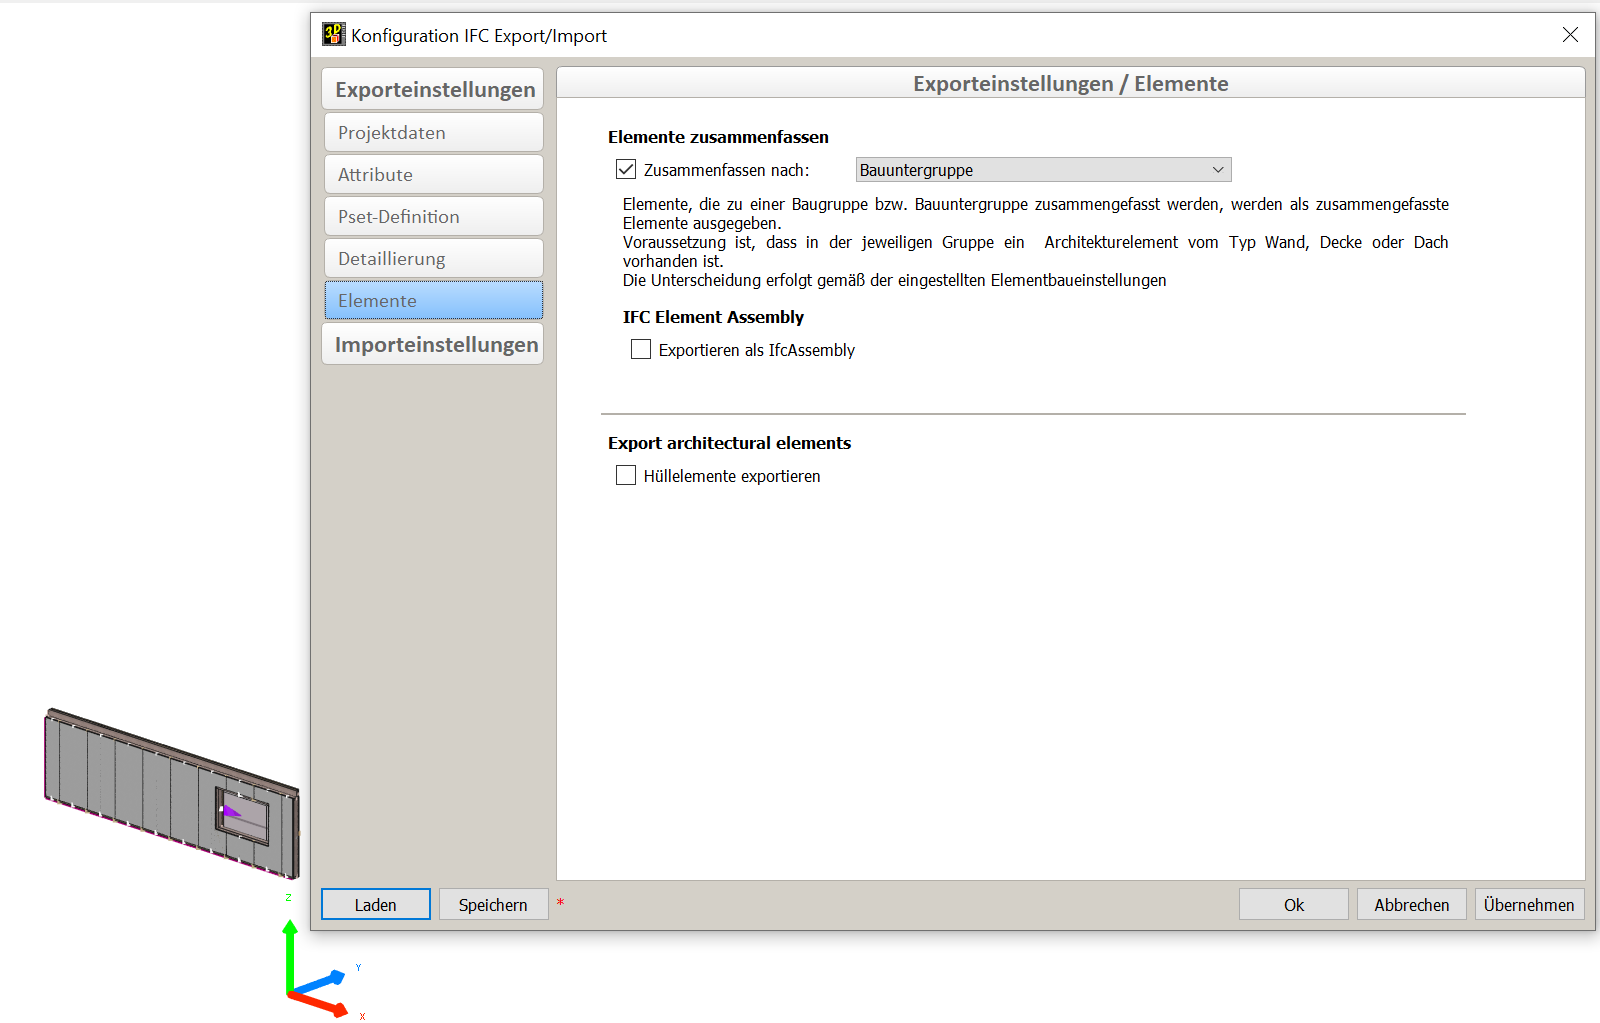 Konfiguration IFC Export/Import
Exporteinstellungen
Projektdaten
Attribute
Pset-Definition
Detaillierung
Elemente
Importeinstellungen
Exporteinstellungen / Elemente
Elemente zusammenfassen
Zusammenfassen nach: Bauuntergruppe
Elemente, die zu einer Baugruppe bzw. Bauuntergruppe zusammengefasst werden, werden als zusammengefasste
Elemente ausgegeben.
Voraussetzung ist, dass in der jeweiligen Gruppe ein Architekturelement vom Typ Wand, Decke oder Dach
vorhanden ist.
Die Unterscheidung erfolgt gemäß der eingestellten Elementbaueinstellungen
IFC Element Assembly
Exportieren als IfcAssembly
Export architectural elements
Hüllelemente exportieren
Laden Speichern * Ok Abbrechen Übernehmen
Z
Y
X